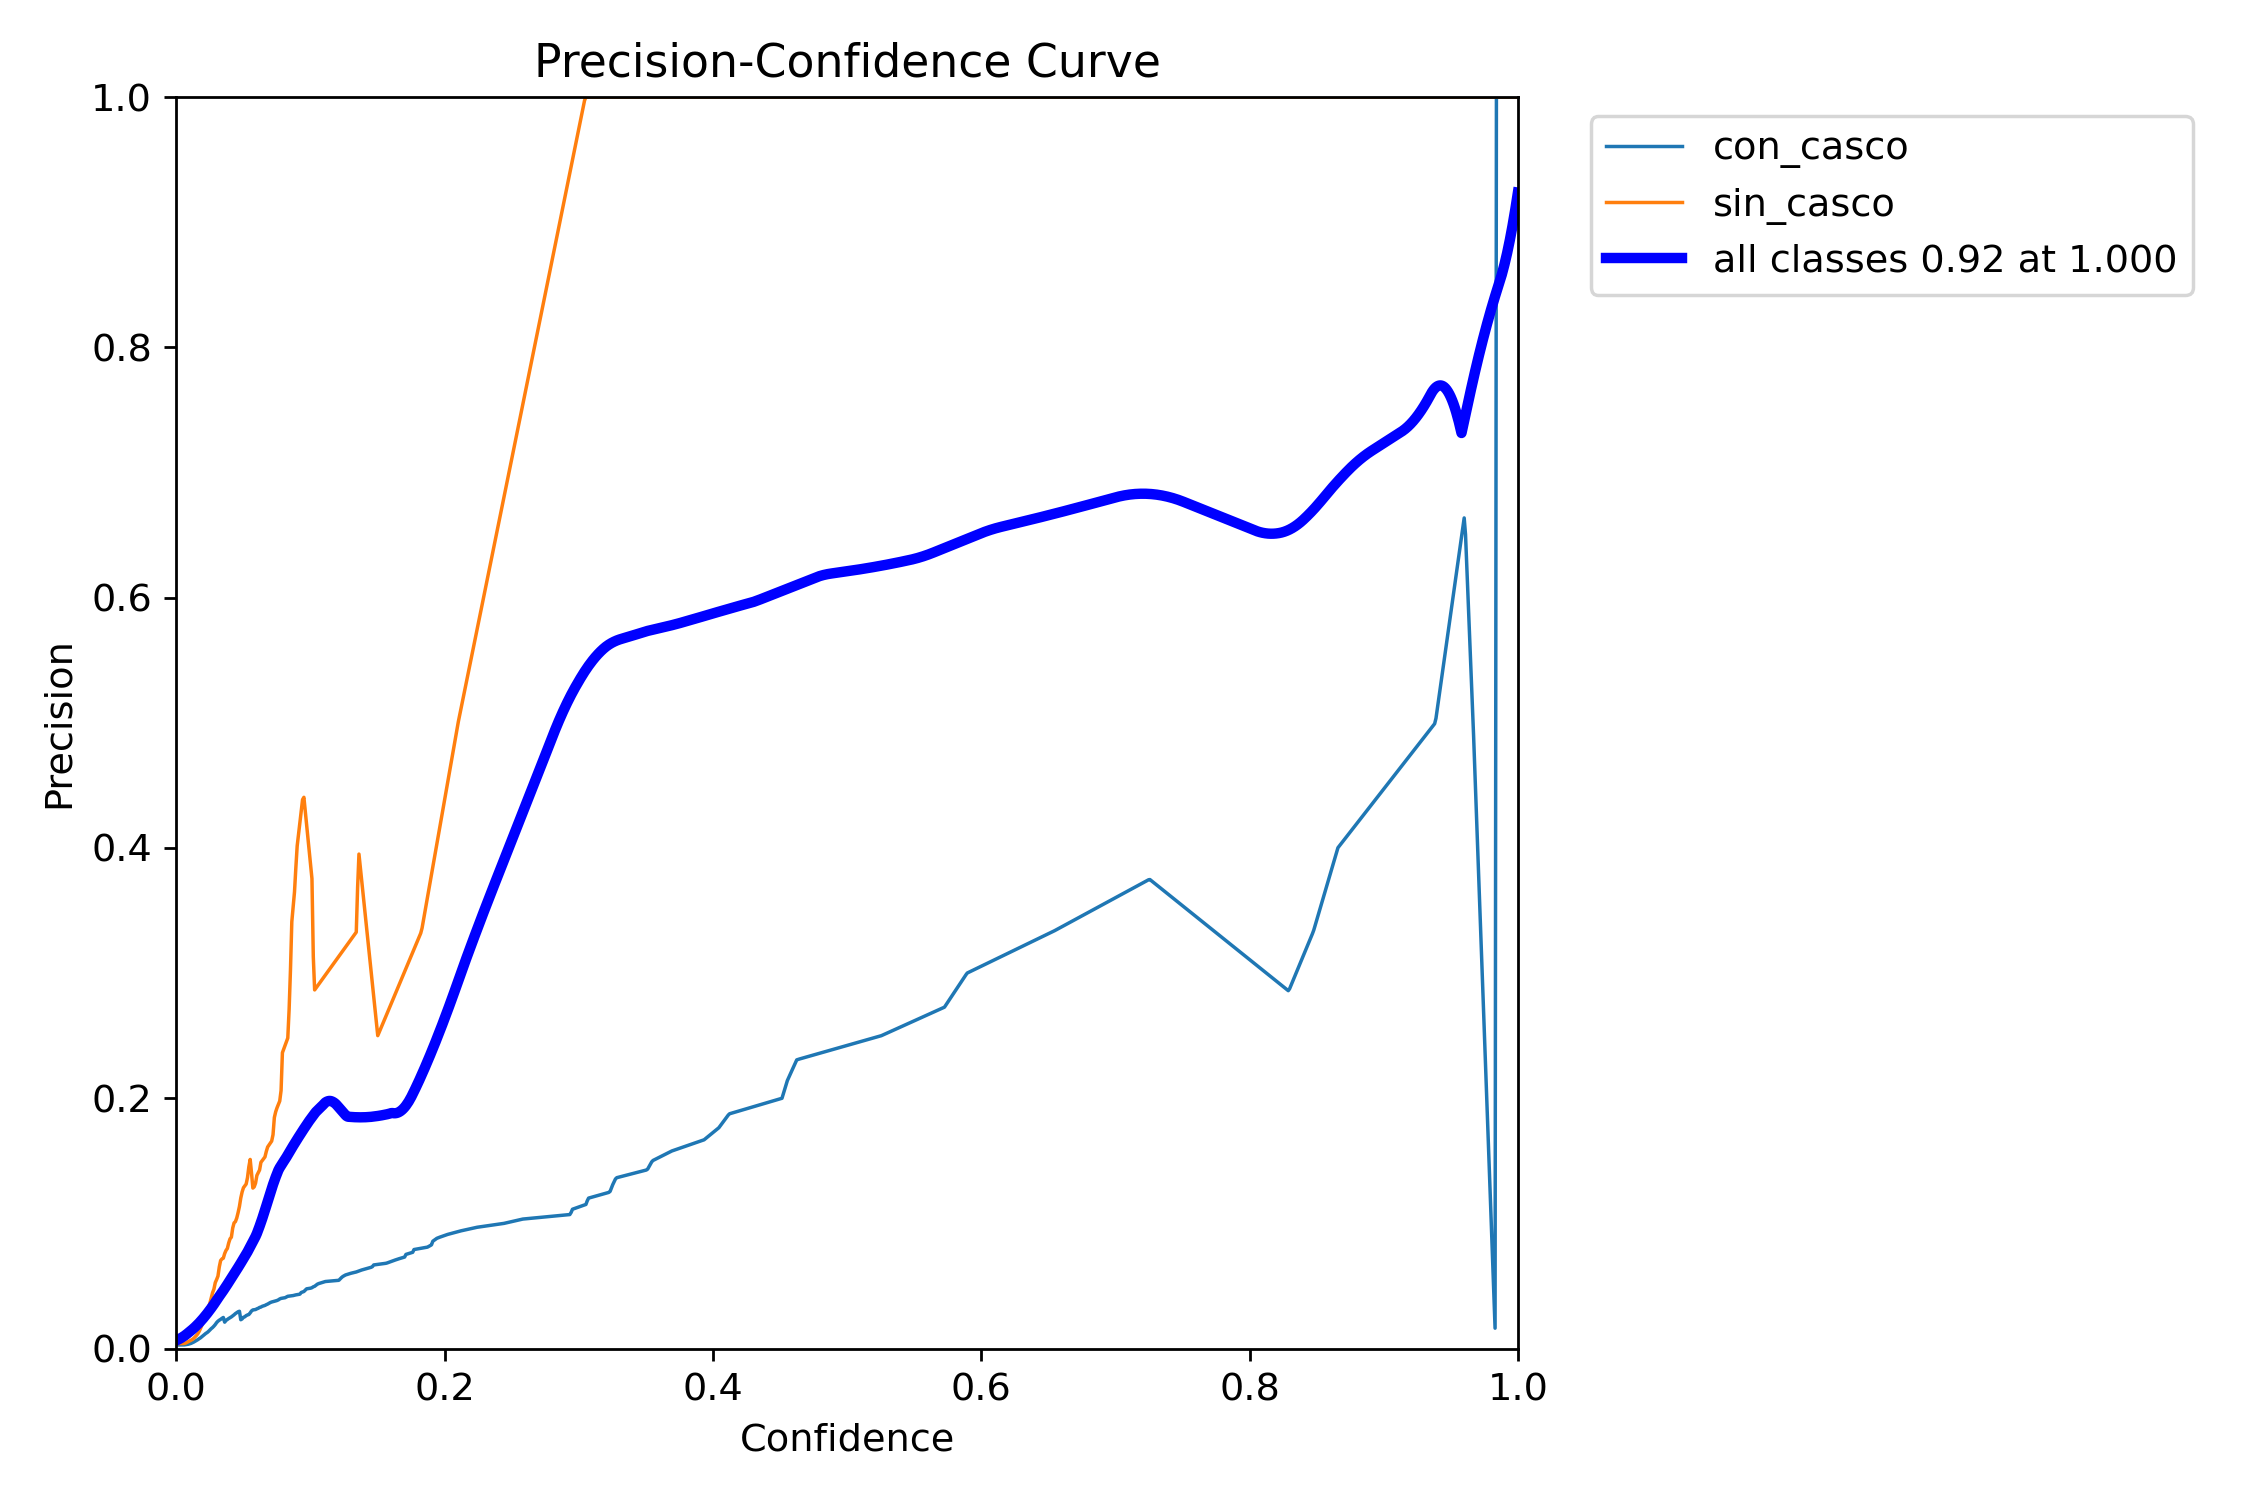 Precision-Confidence Curve
1.0
0.8
0.6
0.4
0.2
0.0
Precision
0.0 0.2 0.4 0.6 0.8 1.0
Confidence
con_casco
sin_casco
all classes 0.92 at 1.000